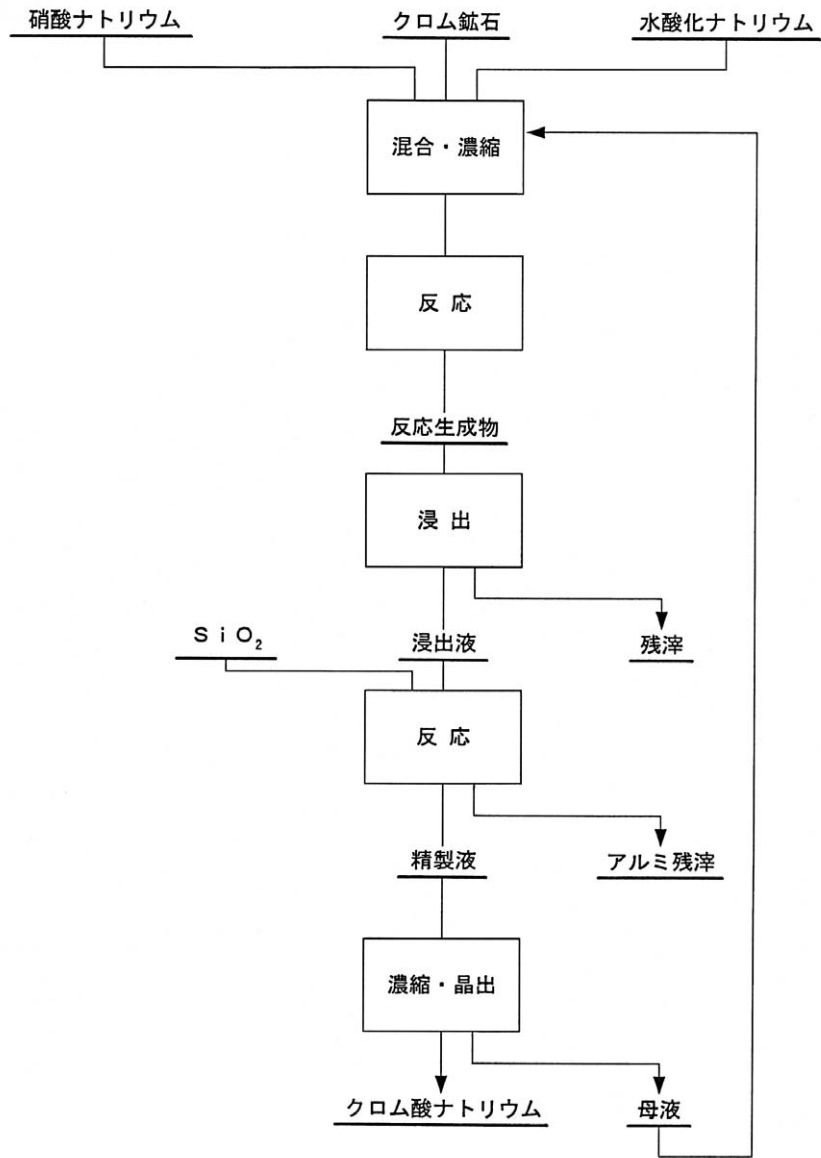 硝酸ナトリウム
クロム鉱石
水酸化ナトリウム
混合・濃縮
反 応
反応生成物
浸 出
SiO₂
浸出液
残滓
反 応
精製液
アルミ残滓
濃縮・晶出
クロム酸ナトリウム
母液